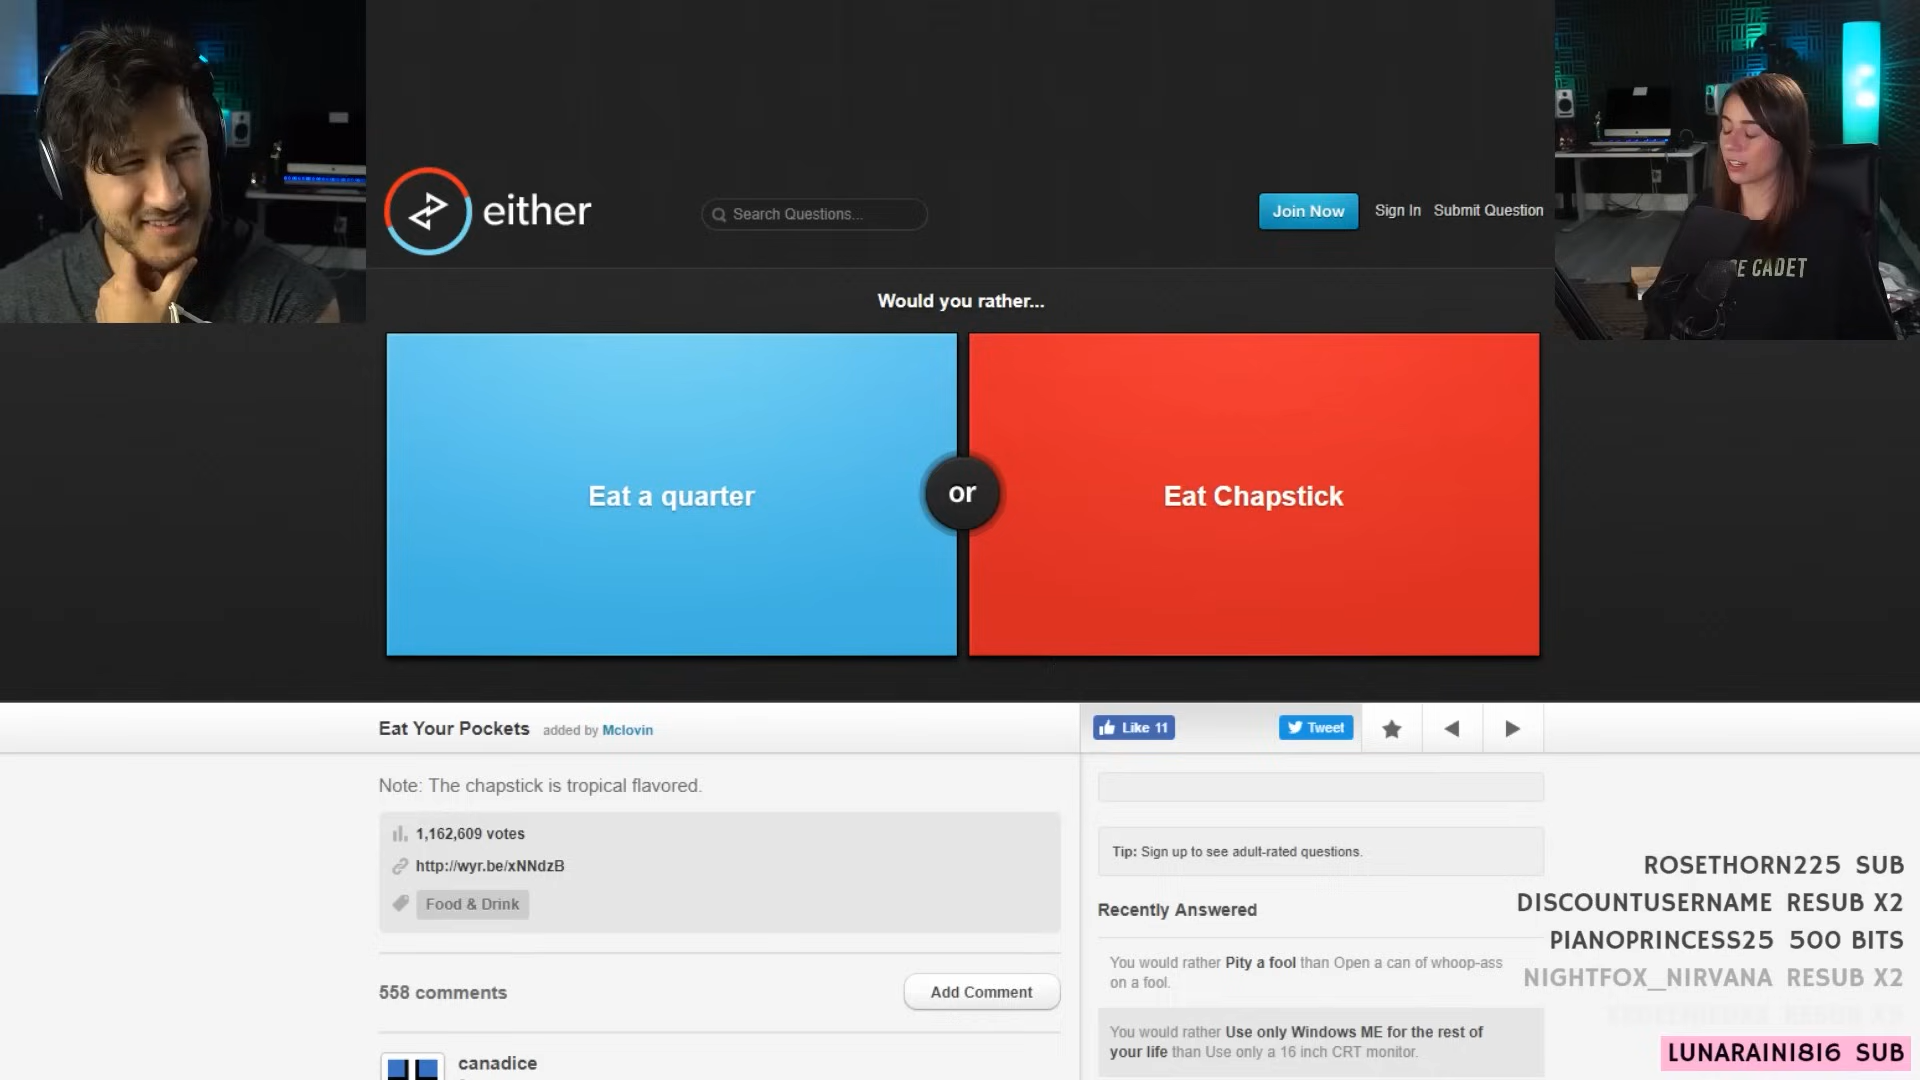 either
Search Questions...
Join Now
Sign In
Submit Question
E CADET
Would you rather...
Eat a quarter
or
Eat Chapstick
Eat Your Pockets added by Mclovin
Like 11
Tweet
Note: The chapstick is tropical flavored.
1,162,609 votes
http://wyr.be/xNNdzB
Food & Drink
558 comments
Add Comment
canadice
Tip: Sign up to see adult-rated questions.
Recently Answered
You would rather Pity a fool than Open a can of whoop-ass
on a fool.
You would rather Use only Windows ME for the rest of
your life than Use only a 16 inch CRT monitor.
ROSETHORN225 SUB
DISCOUNTUSERNAME RESUB X2
PIANOPRINCESS25 500 BITS
NIGHTFOX_NIRVANA RESUB X2
LUNARAIN1816 SUB